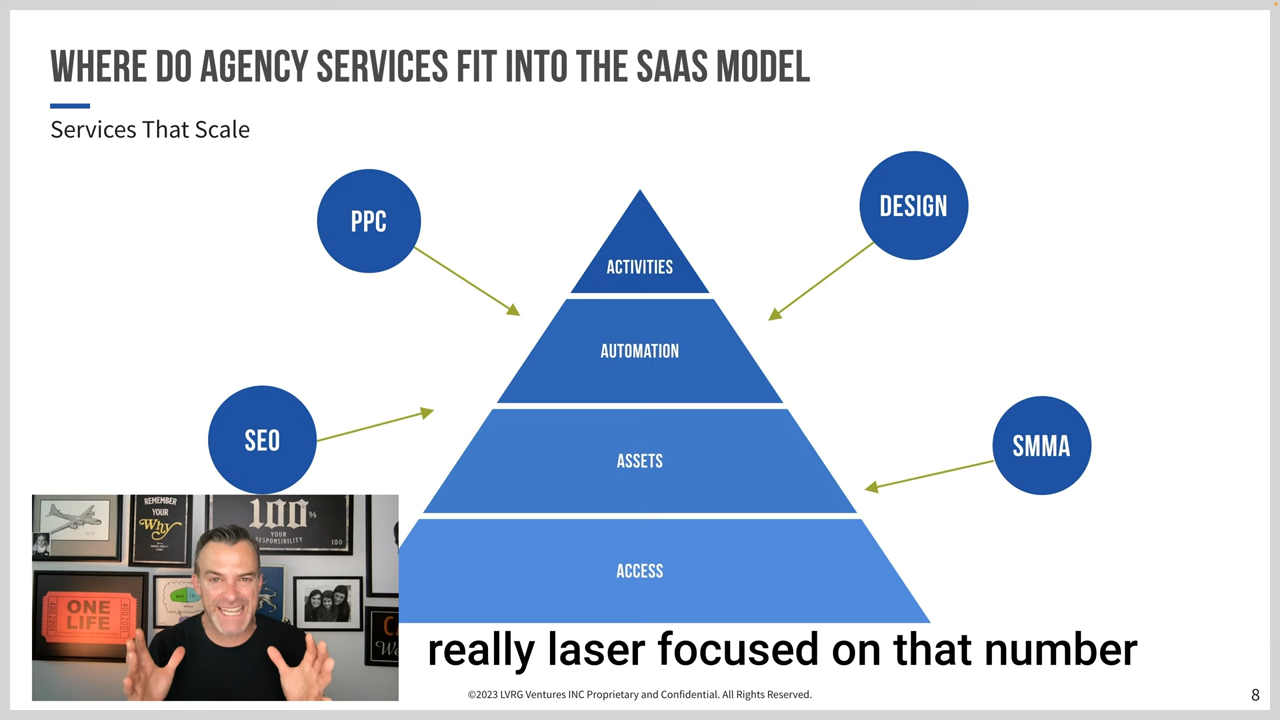 WHERE DO AGENCY SERVICES FIT INTO THE SAAS MODEL
Services That Scale
PPC
DESIGN
ACTIVITIES
AUTOMATION
SEO
SMMA
ASSETS
ACCESS
REMEMBER
YOUR
Why
100%
YOUR
RESPONSIBILITY
100
ONE
LIFE
really laser focused on that number
©2023 LVRG Ventures INC Proprietary and Confidential. All Rights Reserved.
8